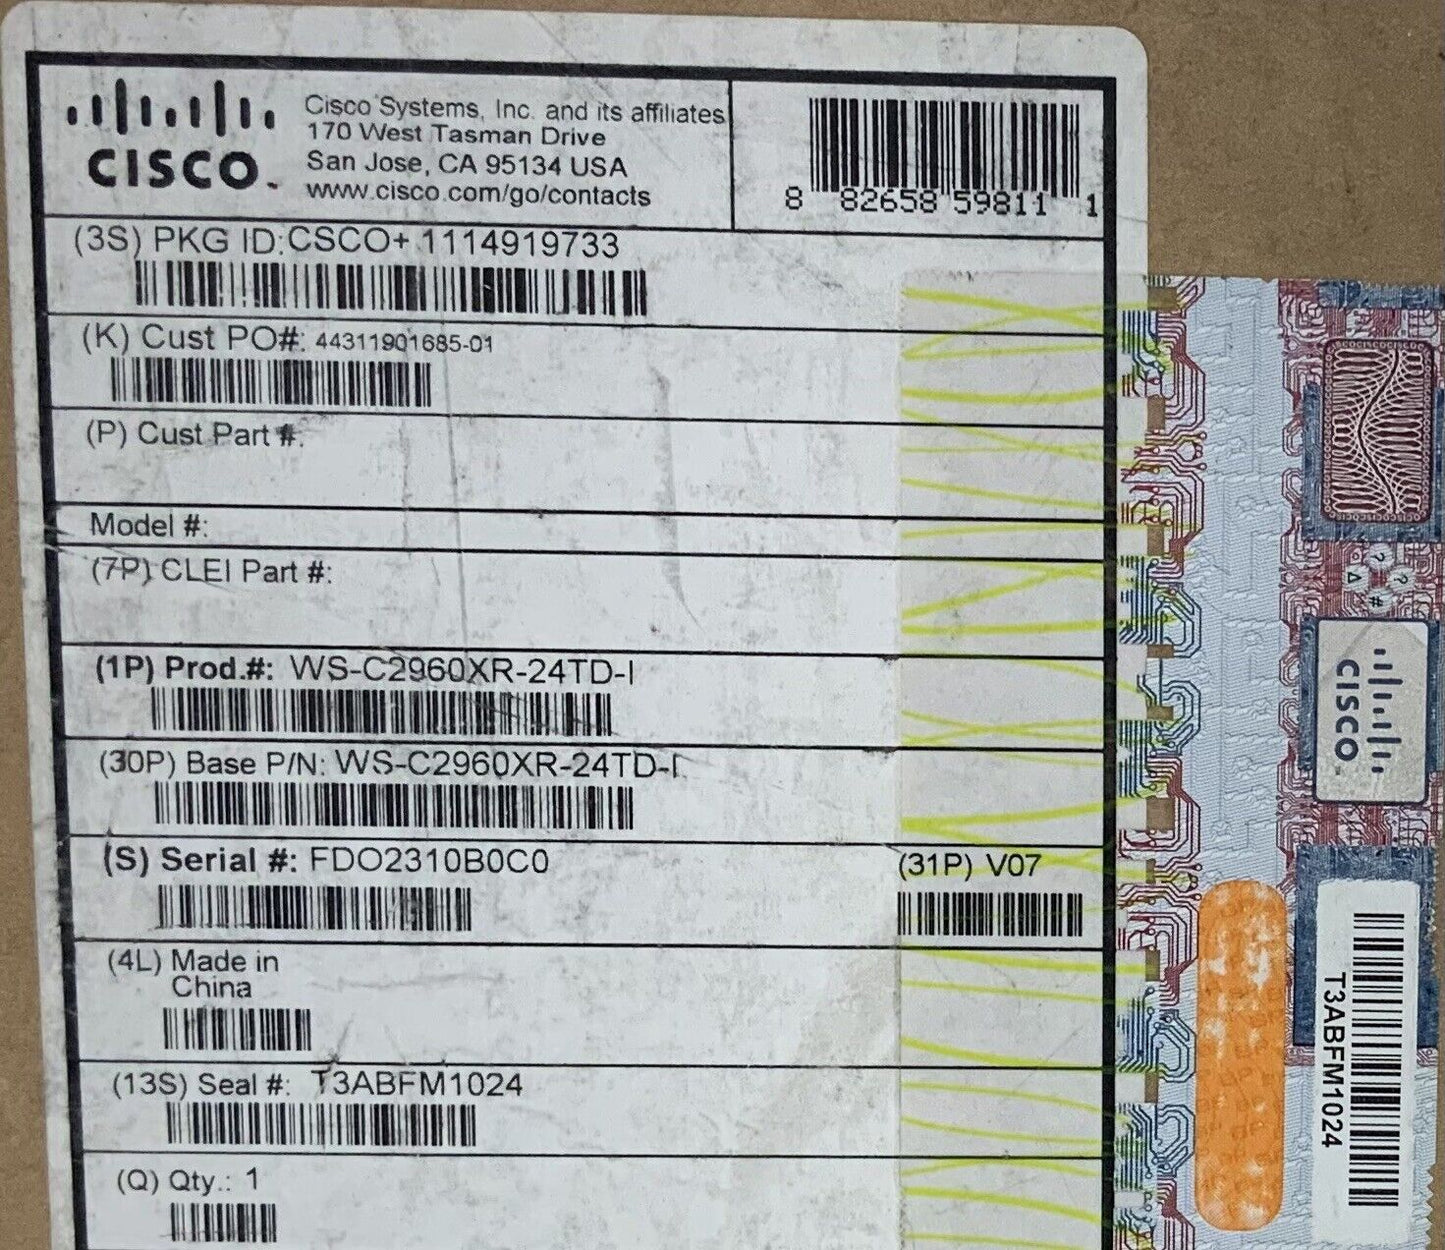 CISCO
Cisco Systems, Inc. and its affiliates
170 West Tasman Drive
San Jose, CA 95134 USA
www.cisco.com/go/contacts
8 82658 59811 1
(3S) PKG ID:CSCO+ 1114919733
(K) Cust PO#: 44311901685-01
(P) Cust Part #:
Model #:
(7P) CLEI Part #:
(1P) Prod.#: WS-C2960XR-24TD-I
(30P) Base P/N: WS-C2960XR-24TD-I
(S) Serial #: FDO2310B0C0
(31P) V07
(4L) Made in
China
(13S) Seal #: T3ABFM1024
(Q) Qty.: 1
CISCO
T3ABFM1024